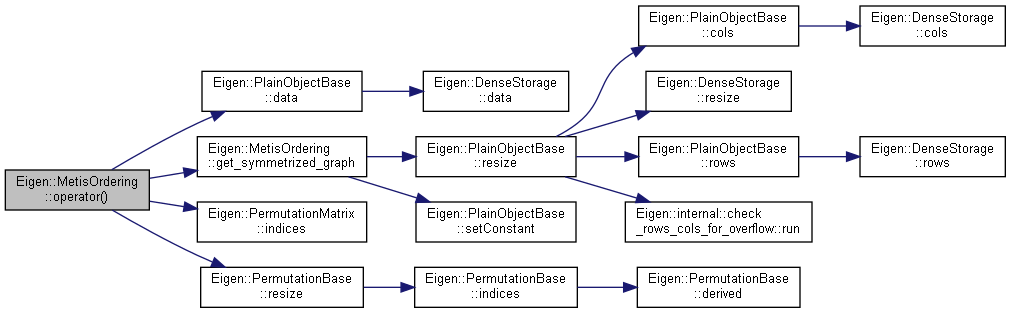 Eigen::MetisOrdering
::operator()
Eigen::PlainObjectBase
::data
Eigen::DenseStorage
::data
Eigen::MetisOrdering
::get_symmetrized_graph
Eigen::PlainObjectBase
::resize
Eigen::PlainObjectBase
::cols
Eigen::DenseStorage
::cols
Eigen::DenseStorage
::resize
Eigen::PlainObjectBase
::rows
Eigen::DenseStorage
::rows
Eigen::internal::check
_rows_cols_for_overflow::run
Eigen::PlainObjectBase
::setConstant
Eigen::PermutationMatrix
::indices
Eigen::PermutationBase
::resize
Eigen::PermutationBase
::indices
Eigen::PermutationBase
::derived